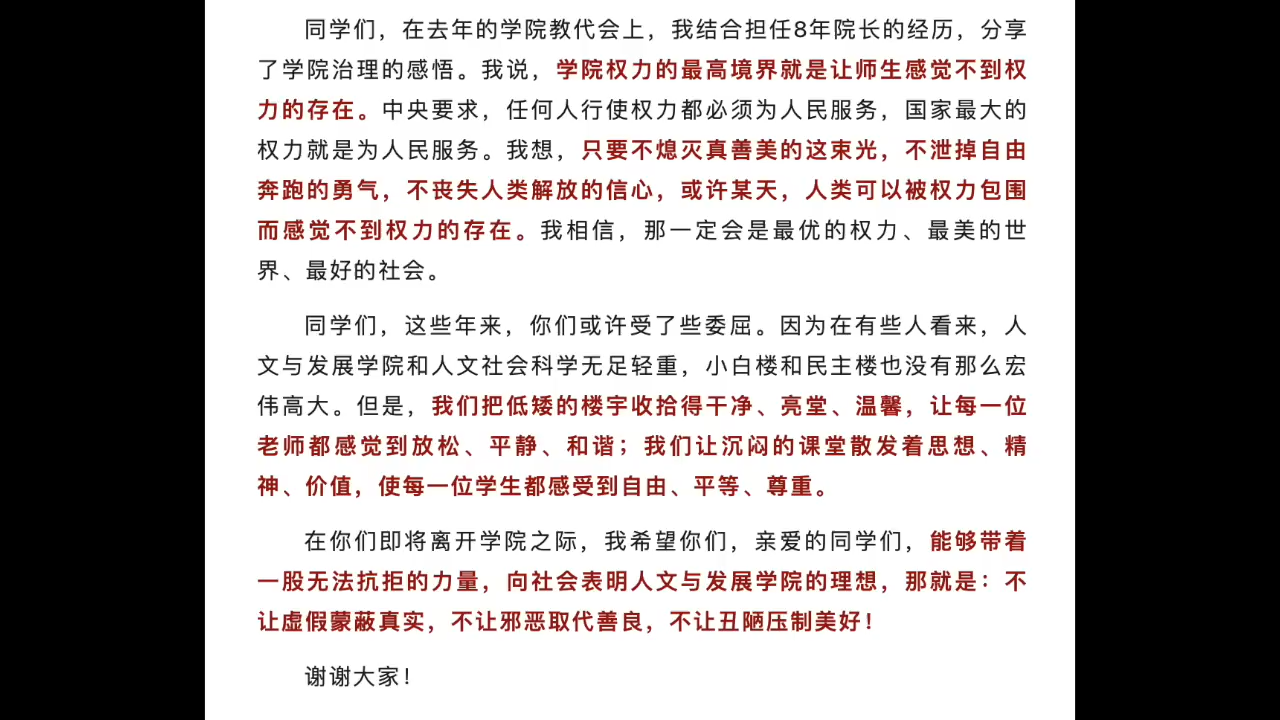 同学们，在去年的学院教代会上，我结合担任8年院长的经历，分享
了学院治理的感悟。我说，学院权力的最高境界就是让师生感觉不到权
力的存在。中央要求，任何人行使权力都必须为人民服务，国家最大的
权力就是为人民服务。我想，只要不熄灭真善美的这束光，不泄掉自由
奔跑的勇气，不丧失人类解放的信心，或许某天，人类可以被权力包围
而感觉不到权力的存在。我相信，那一定会是最优的权力、最美的世
界、最好的社会。
同学们，这些年来，你们或许受了些委屈。因为在有些人看来，人
文与发展学院和人文社会科学无足轻重，小白楼和民主楼也没有那么宏
伟高大。但是，我们把低矮的楼宇收拾得干净、亮堂、温馨，让每一位
老师都感觉到放松、平静、和谐；我们让沉闷的课堂散发着思想、精
神、价值，使每一位学生都感受到自由、平等、尊重。
在你们即将离开学院之际，我希望你们，亲爱的同学们，能够带着
一股无法抗拒的力量，向社会表明人文与发展学院的理想，那就是：不
让虚假蒙蔽真实，不让邪恶取代善良，不让丑陋压制美好！
谢谢大家！